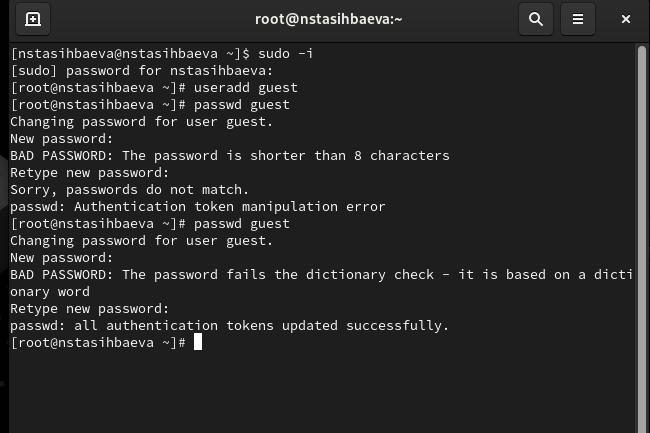 root@nstasihbaeva:~
[nstasihbaeva@nstasihbaeva ~]$ sudo -i
[sudo] password for nstasihbaeva:
[root@nstasihbaeva ~]# useradd guest
[root@nstasihbaeva ~]# passwd guest
Changing password for user guest.
New password:
BAD PASSWORD: The password is shorter than 8 characters
Retype new password:
Sorry, passwords do not match.
passwd: Authentication token manipulation error
[root@nstasihbaeva ~]# passwd guest
Changing password for user guest.
New password:
BAD PASSWORD: The password fails the dictionary check - it is based on a dicti
onary word
Retype new password:
passwd: all authentication tokens updated successfully.
[root@nstasihbaeva ~]#